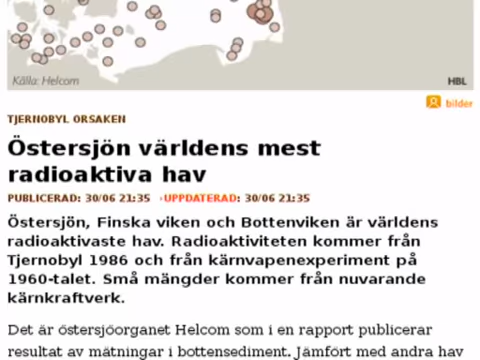 Källa: Helcom
HBL
bilder
TJERNOBYL ORSAKEN
Östersjön världens mest
radioaktiva hav
PUBLICERAD: 30/06 21:35 ·UPPDATERAD: 30/06 21:35
Östersjön, Finska viken och Bottenviken är världens
radioaktivaste hav. Radioaktiviteten kommer från
Tjernobyl 1986 och från kärnvapenexperiment på
1960-talet. Små mängder kommer från nuvarande
kärnkraftverk.
Det är östersjöorganet Helcom som i en rapport publicerar
resultat av mätningar i bottensediment. Jämfört med andra hav